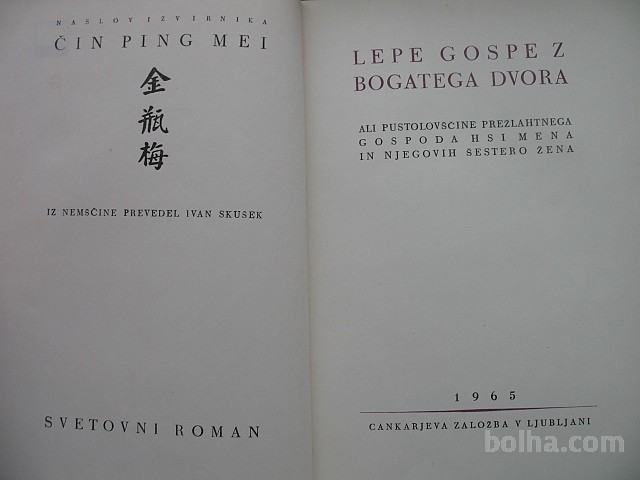 NASLOV IZVIRNIKA
ČIN PING MEI
金
瓶
梅
IZ NEMŠČINE PREVEDEL IVAN SKUSEK
SVETOVNI ROMAN
LEPE GOSPE Z
BOGATEGA DVORA
ALI PUSTOLOVŠČINE PREŽLAHTNEGA
GOSPODA HSI MENA
IN NJEGOVIH ŠESTERO ŽENA
1965
CANKARJEVA ZALOŽBA V LJUBLJANI
bolha.com